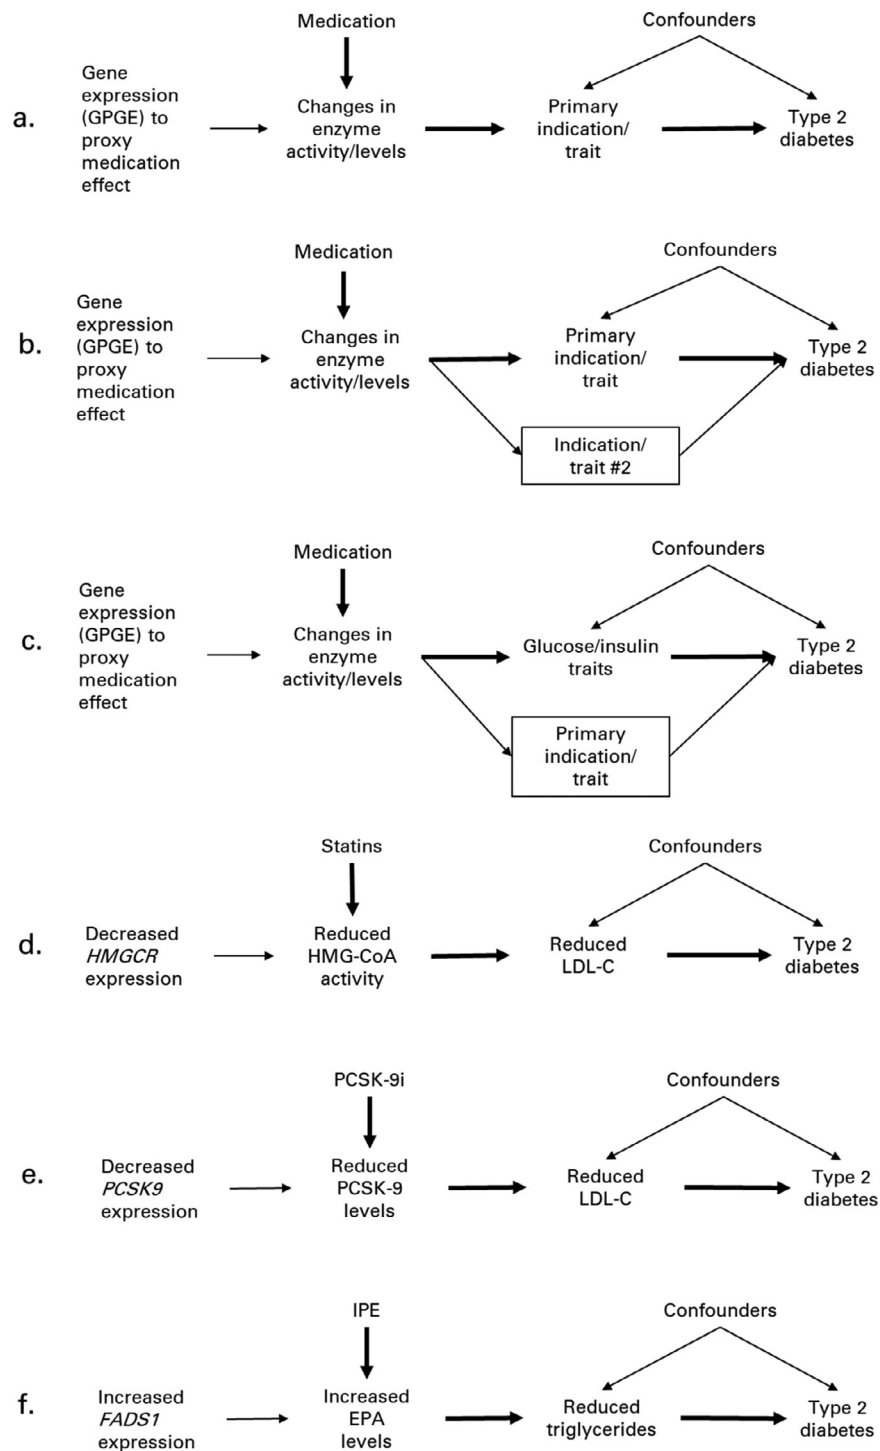 Medication
Confounders
a.
Gene
expression
(GPGE) to
proxy
medication
effect
Changes in
enzyme
activity/levels
Primary
indication/
trait
Type 2
diabetes
Medication
Confounders
b.
Gene
expression
(GPGE) to
proxy
medication
effect
Changes in
enzyme
activity/levels
Primary
indication/
trait
Type 2
diabetes
Indication/
trait #2
Medication
Confounders
c.
Gene
expression
(GPGE) to
proxy
medication
effect
Changes in
enzyme
activity/levels
Glucose/insulin
traits
Type 2
diabetes
Primary
indication/
trait
Statins
Confounders
d.
Decreased
HMGCR
expression
Reduced
HMG-CoA
activity
Reduced
LDL-C
Type 2
diabetes
PCSK-9i
Confounders
e.
Decreased
PCSK9
expression
Reduced
PCSK-9
levels
Reduced
LDL-C
Type 2
diabetes
IPE
Confounders
f.
Increased
FADS1
expression
Increased
EPA
levels
Reduced
triglycerides
Type 2
diabetes